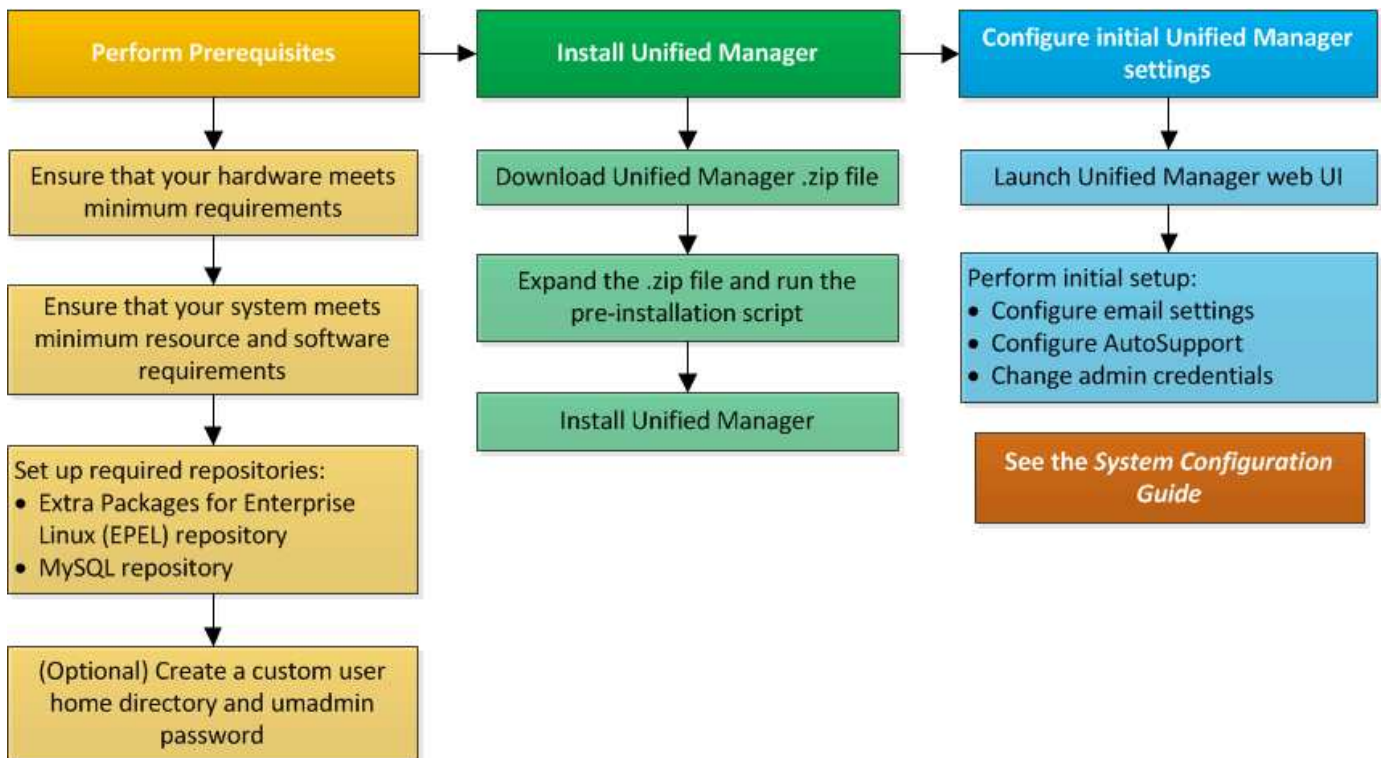 Perform Prerequisites
Ensure that your hardware meets
minimum requirements
Ensure that your system meets
minimum resource and software
requirements
Set up required repositories:
• Extra Packages for Enterprise
Linux (EPEL) repository
• MySQL repository
(Optional) Create a custom user
home directory and umadmin
password
Install Unified Manager
Download Unified Manager .zip file
Expand the .zip file and run the
pre-installation script
Install Unified Manager
Configure initial Unified Manager
settings
Launch Unified Manager web UI
Perform initial setup:
• Configure email settings
• Configure AutoSupport
• Change admin credentials
See the System Configuration
Guide